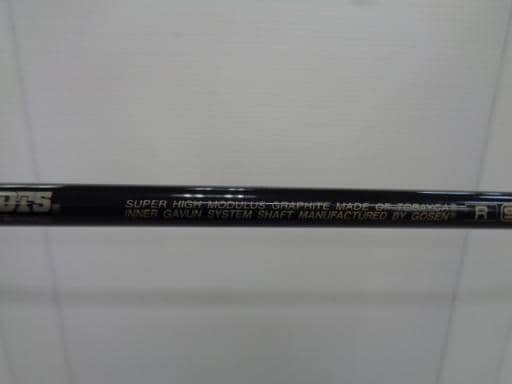 SUPER HIGH MODULUS GRAPHITE MADE OF TORAYCA®
INNER GAVUN SYSTEM SHAFT MANUFACTURED BY GOSEN®
R